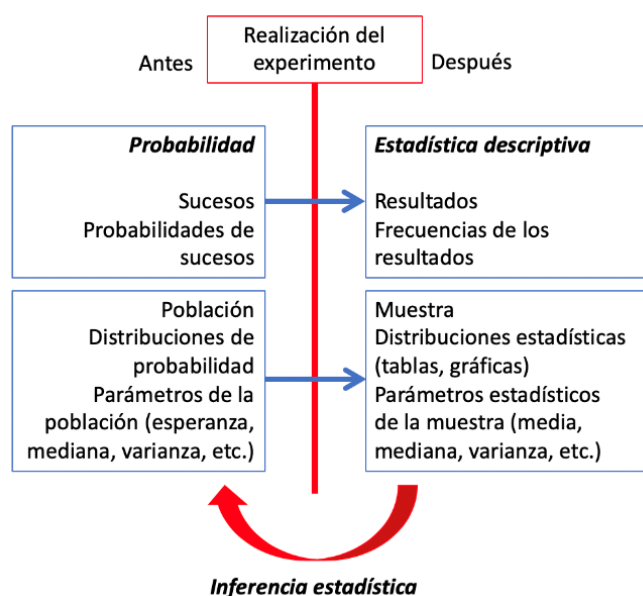 Realización del
experimento
Antes
Después
Probabilidad
Sucesos
Probabilidades de
sucesos
Estadística descriptiva
Resultados
Frecuencias de los
resultados
Población
Distribuciones de
probabilidad
Parámetros de la
población (esperanza,
mediana, varianza, etc.)
Muestra
Distribuciones estadísticas
(tablas, gráficas)
Parámetros estadísticos
de la muestra (media,
mediana, varianza, etc.)
Inferencia estadística